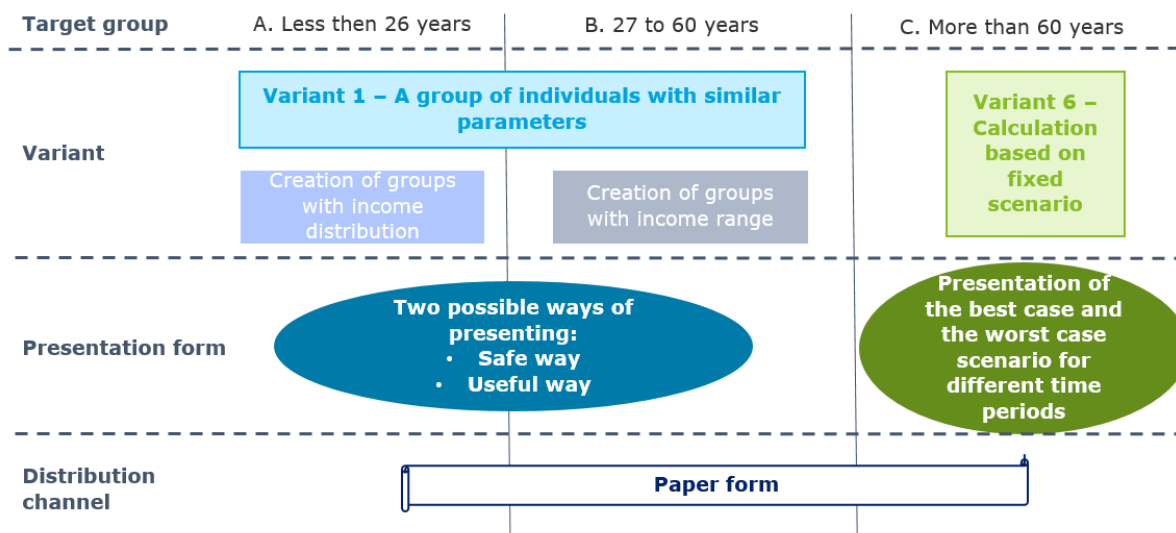 Target group
A. Less then 26 years
B. 27 to 60 years
C. More than 60 years
Variant
Variant 1 – A group of individuals with similar
parameters
Creation of groups
with income
distribution
Creation of groups
with income range
Variant 6 –
Calculation
based on
fixed
scenario
Presentation form
Two possible ways of
presenting:
• Safe way
• Useful way
Presentation of
the best case and
the worst case
scenario for
different time
periods
Distribution
channel
Paper form